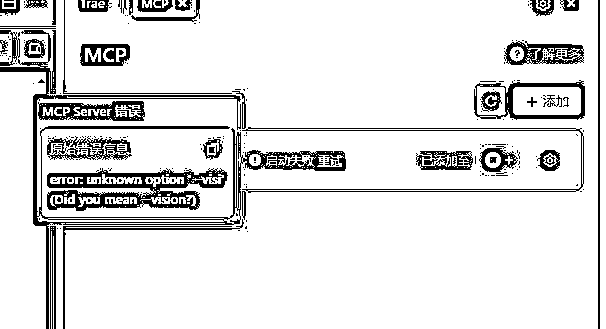 Trae
MCP
MCP
了解更多
+ 添加
MCP Server 错误
原始错误信息
error: unknown option '--visi'
(Did you mean --vision?)
启动失败 重试
已添加至